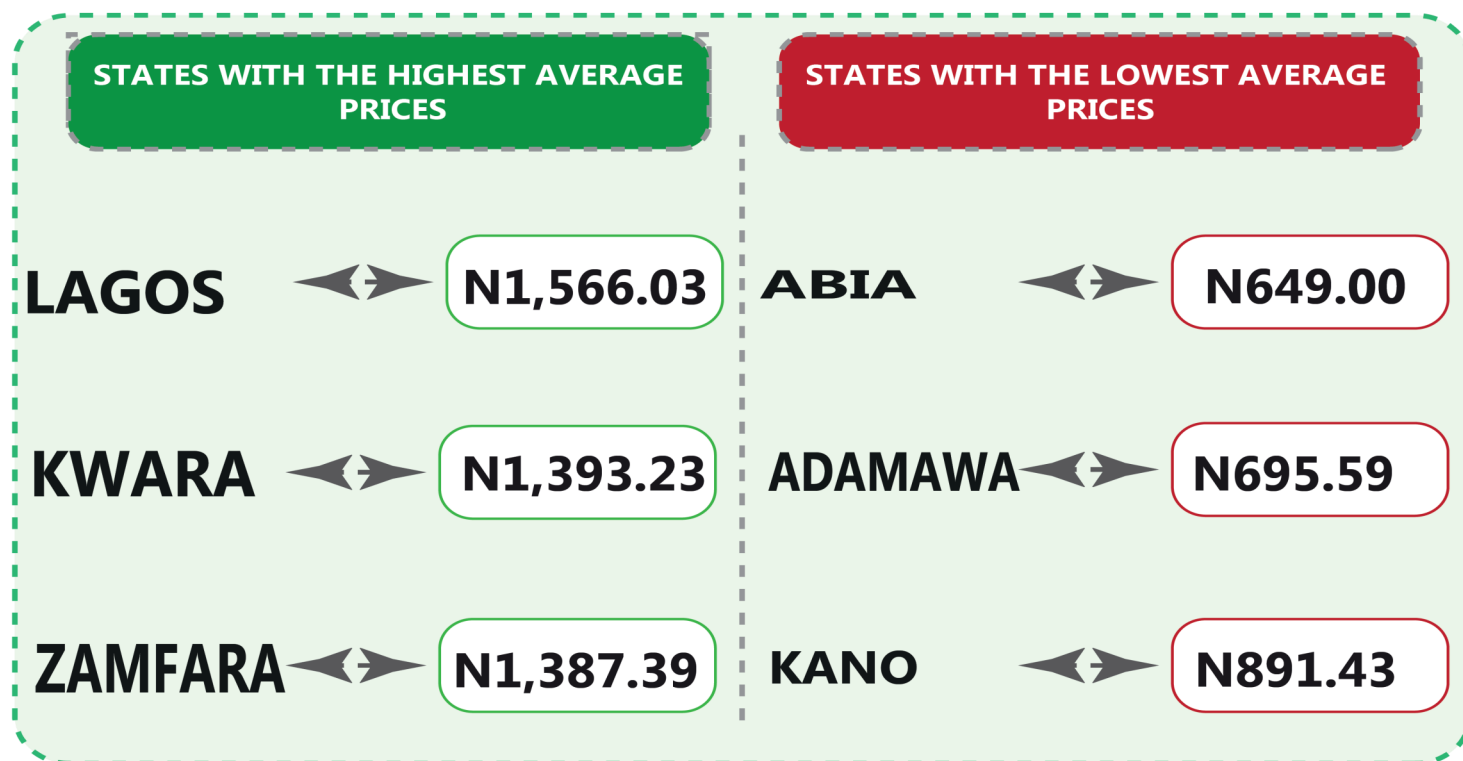 STATES WITH THE HIGHEST AVERAGE
PRICES
LAGOS N1,566.03
KWARA N1,393.23
ZAMFARA N1,387.39
STATES WITH THE LOWEST AVERAGE
PRICES
ABIA N649.00
ADAMAWA N695.59
KANO N891.43